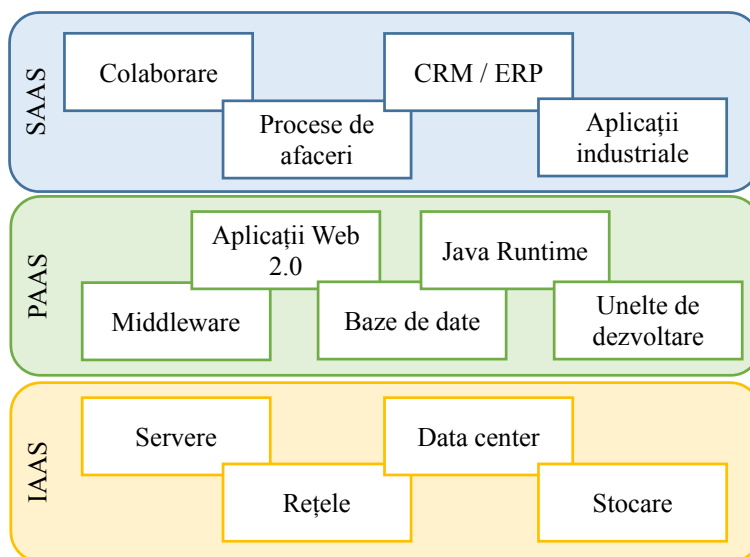 SAAS
Colaborare
CRM / ERP
Procese de
afaceri
Aplicații
industriale
PAAS
Aplicații Web
2.0
Java Runtime
Middleware
Baze de date
Unelte de
dezvoltare
IAAS
Servere
Data center
Rețele
Stocare